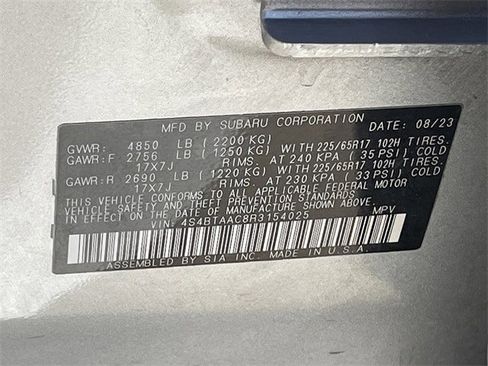 MFD BY SUBARU CORPORATION DATE: 08/23
GVWR: 4850 LB (2200 KG)
GAWR:F 2756 LB (1250 KG) WITH 225/65R17 102H TIRES.
17X7J RIMS. AT 240 KPA (35 PSI) COLD
GAWR:R 2690 LB (1220 KG) WITH 225/65R17 102H TIRES.
17X7J RIMS. AT 230 KPA (33 PSI) COLD
THIS VEHICLE CONFORMS TO ALL APPLICABLE FEDERAL MOTOR
VEHICLE SAFETY AND THEFT PREVENTION STANDARDS
IN EFFECT ON THE DATE OF MANUFACTURE SHOWN ABOVE.
VIN: 4S4BTAAC8R3154025 MPV
ASSEMBLED BY SIA INC. MADE IN U.S.A.